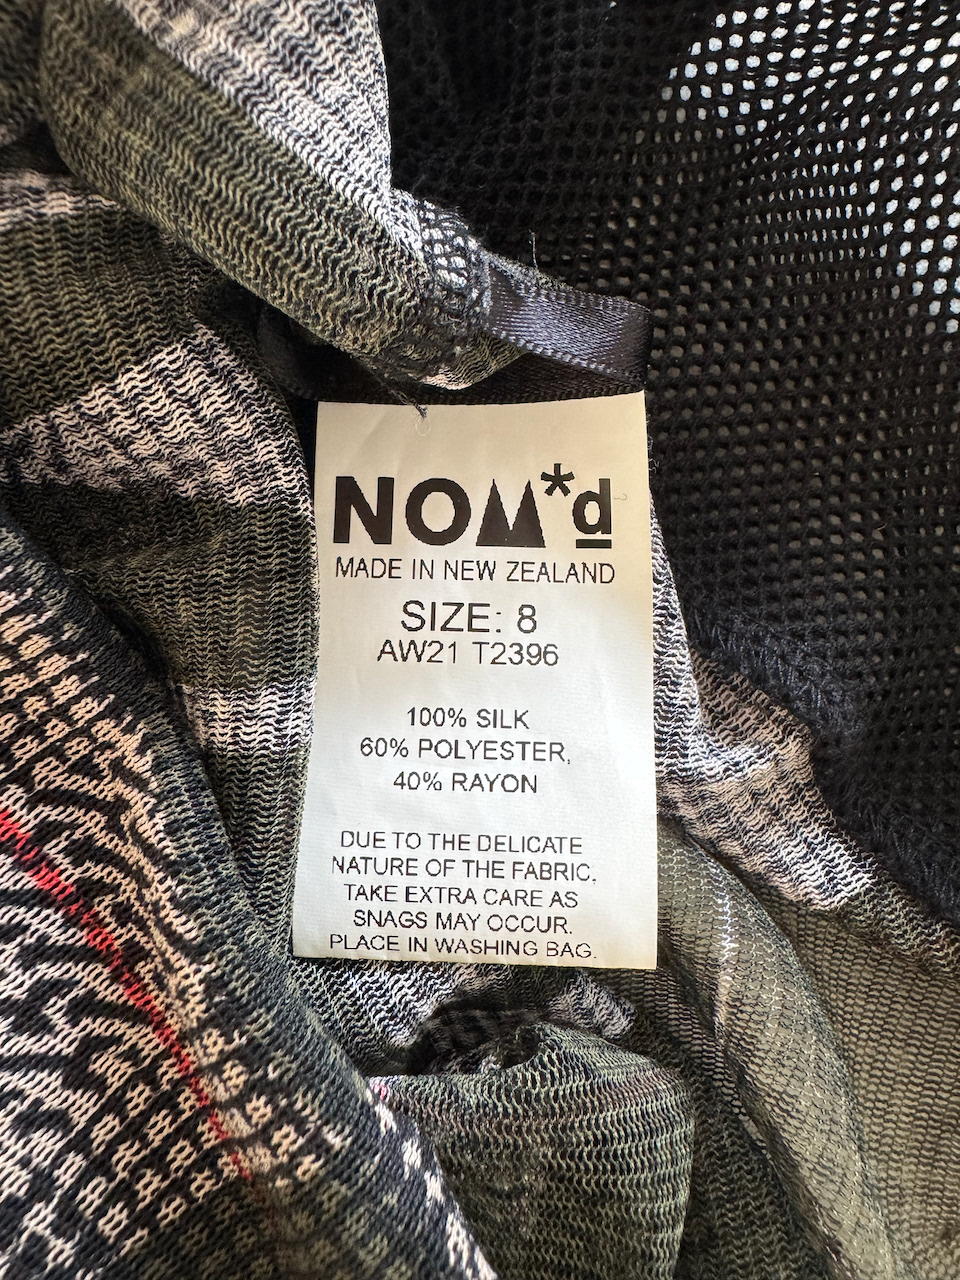 NOM*d
MADE IN NEW ZEALAND
SIZE: 8
AW21 T2396
100% SILK
60% POLYESTER,
40% RAYON
DUE TO THE DELICATE
NATURE OF THE FABRIC,
TAKE EXTRA CARE AS
SNAGS MAY OCCUR.
PLACE IN WASHING BAG.